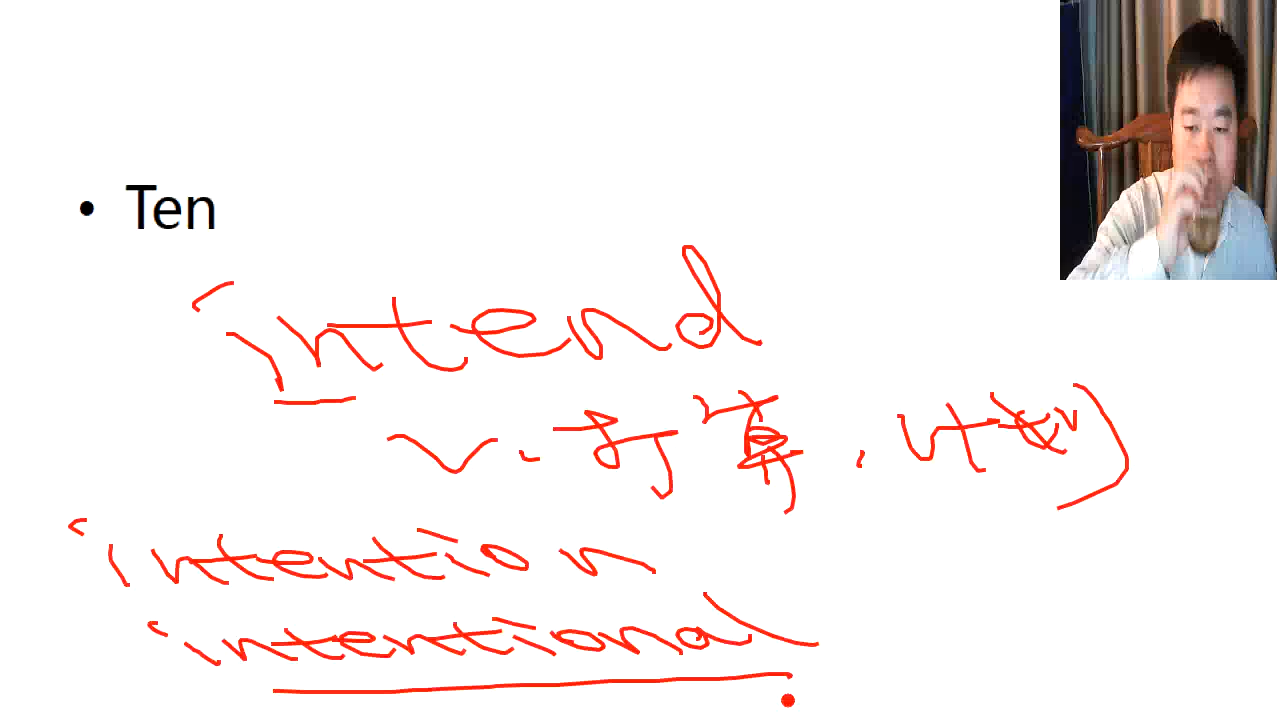 • Ten
intend
v. 打算, 计划
intention
intentional